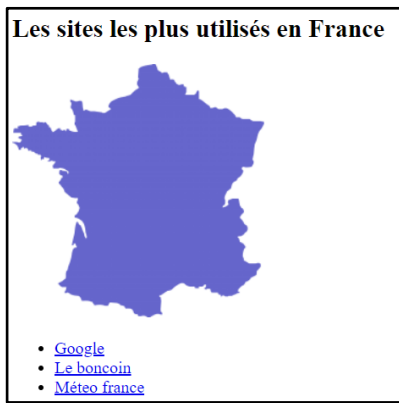 Les sites les plus utilisés en France
Google
Le boncoin
Méteo france